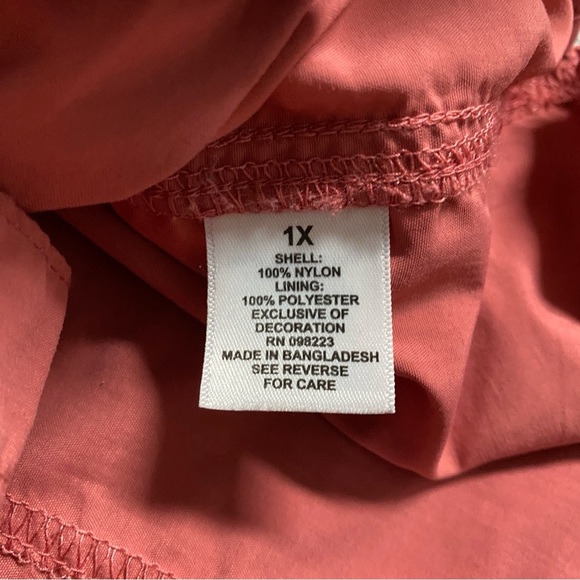 1X
SHELL:
100% NYLON
LINING:
100% POLYESTER
EXCLUSIVE OF
DECORATION
RN 098223
MADE IN BANGLADESH
SEE REVERSE
FOR CARE